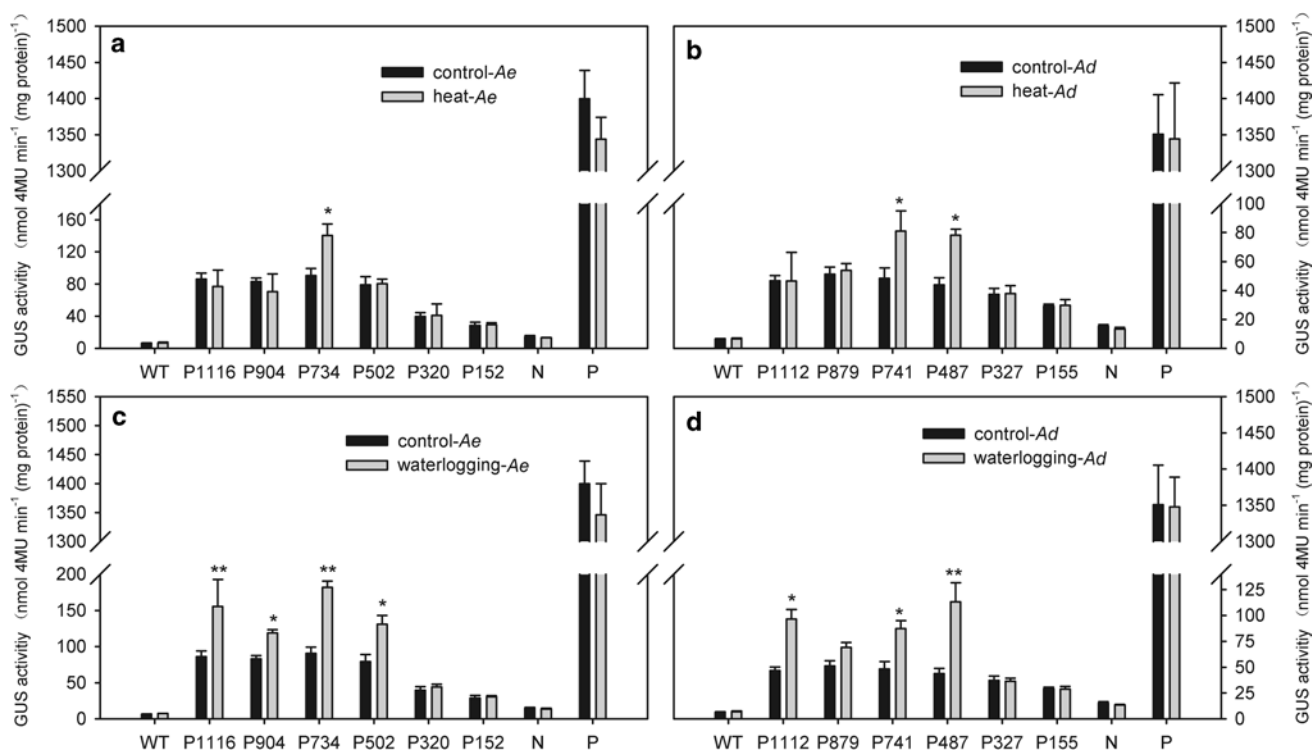 a
control-Ae
heat-Ae
GUS activitiy (nmol 4MU min-1 (mg protein)-1)
1500
1450
1400
1350
1300
160
120
80
40
0
*
WT P1116 P904 P734 P502 P320 P152 N P
b
control-Ad
heat-Ad
1500
1450
1400
1350
1300
100
80
60
40
20
0
GUS activitiy (nmol 4MU min-1 (mg protein)-1)
* *
WT P1112 P879 P741 P487 P327 P155 N P
c
control-Ae
waterlogging-Ae
GUS activitiy (nmol 4MU min-1 (mg protein)-1)
1550
1500
1450
1400
1350
1300
200
150
100
50
0
** * ** *
WT P1116 P904 P734 P502 P320 P152 N P
d
control-Ad
waterlogging-Ad
1500
1450
1400
1350
1300
125
100
75
50
25
0
GUS activitiy (nmol 4MU min-1 (mg protein)-1)
* * **
WT P1112 P879 P741 P487 P327 P155 N P